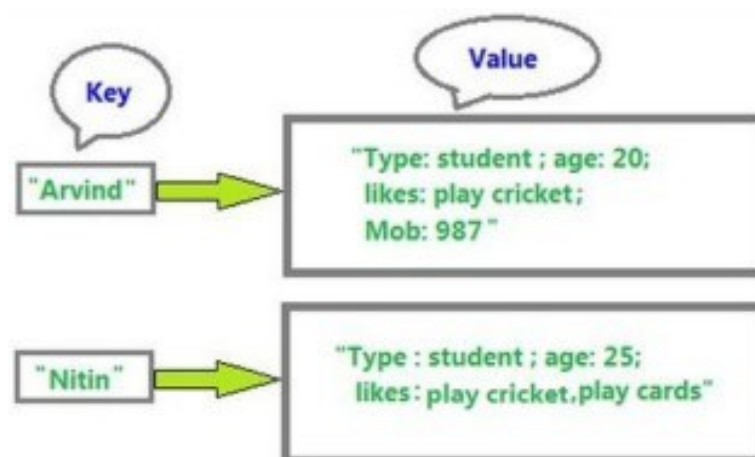 Key
Value
"Arvind"
"Type: student ; age: 20;
likes: play cricket;
Mob: 987 "
"Nitin"
"Type : student ; age: 25;
likes: play cricket,play cards"